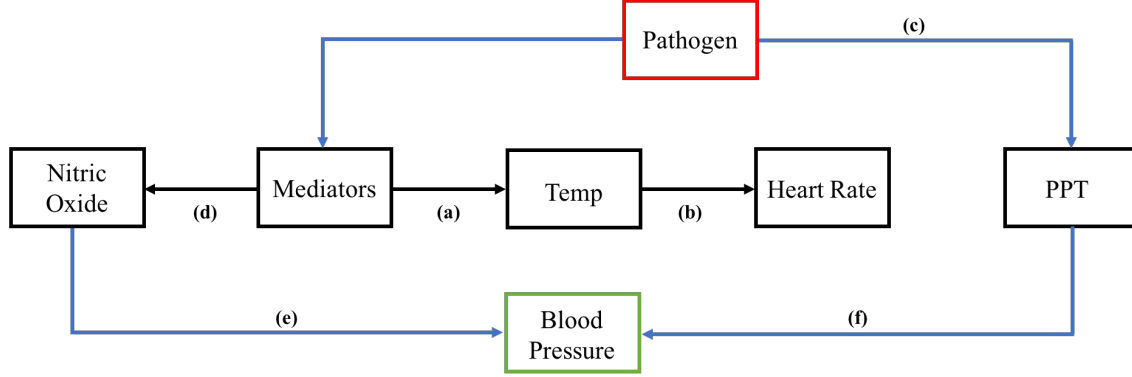 Pathogen
(c)
Nitric
Oxide
(d)
Mediators
(a)
Temp
(b)
Heart Rate
PPT
(e)
Blood
Pressure
(f)